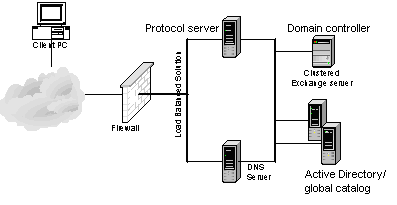 Client PC
Firewall
Load Balanced Solution
Protocol server
Domain controller
Clustered
Exchange server
DNS
Server
Active Directory/
global catalog